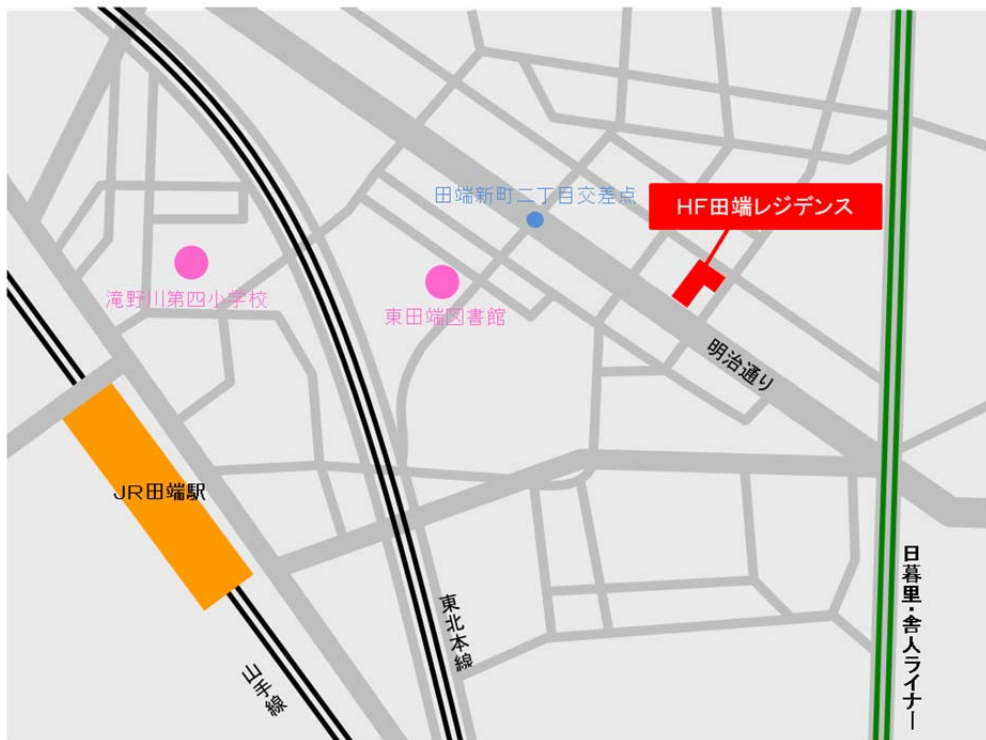 田端新町二丁目交差点
HF田端レジデンス
滝野川第四小学校
東田端図書館
明治通り
JR田端駅
東北本線
山手線
日暮里・舎人ライナー